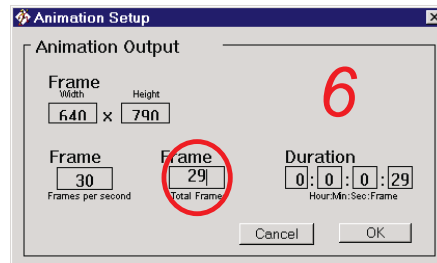 Animation Setup
Animation Output
Frame
Width Height
640 x 790
6
Frame Frame Duration
30 29 0:0:0:29
Frames per second Total Frame Hour:Min:Sec:Frame
Cancel OK